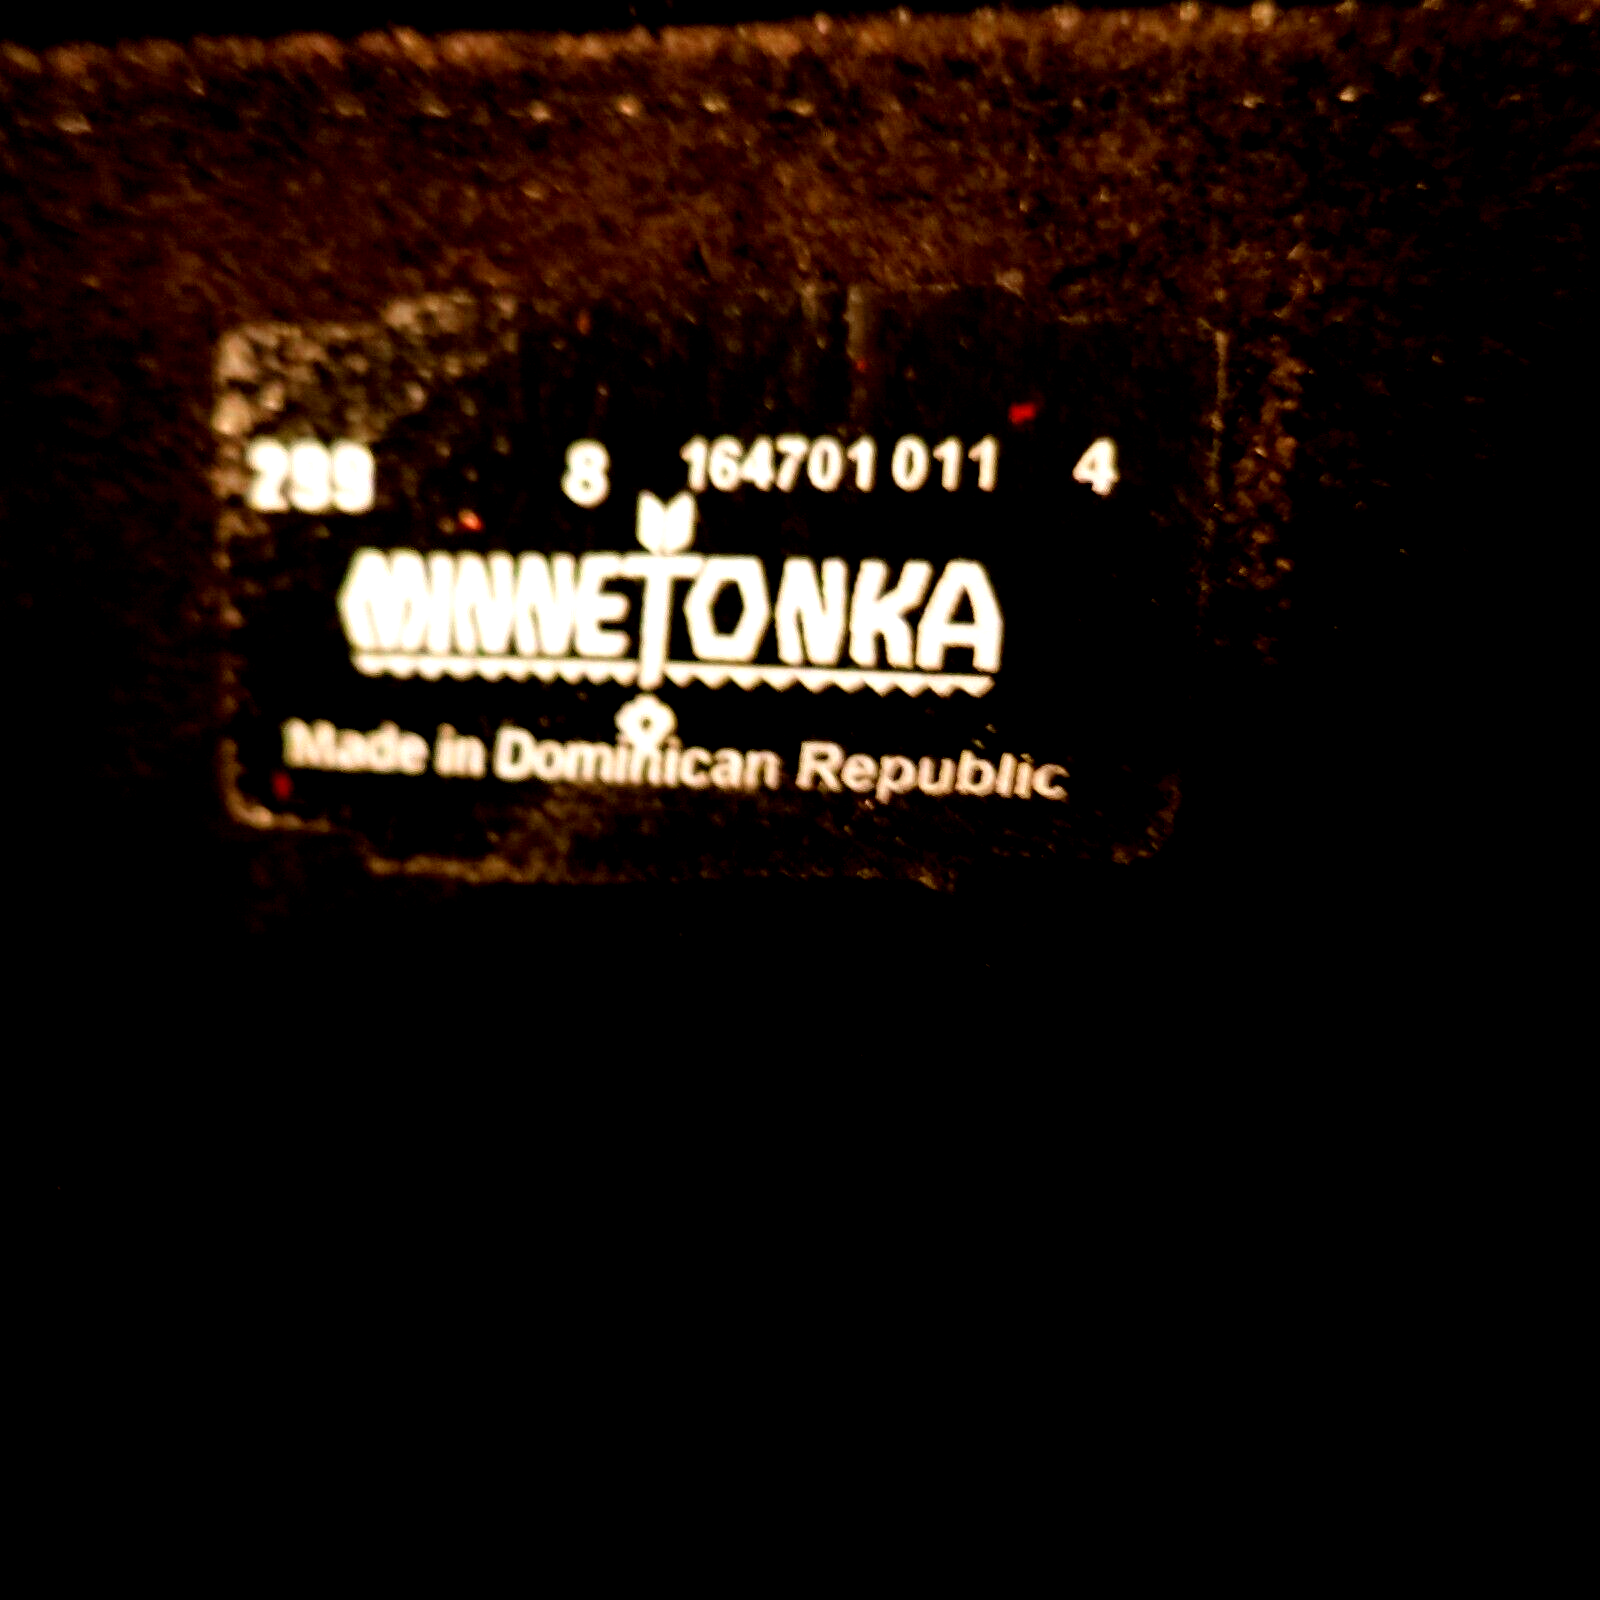 299 8 164701 011 4
MINNETONKA
Made in Dominican Republic